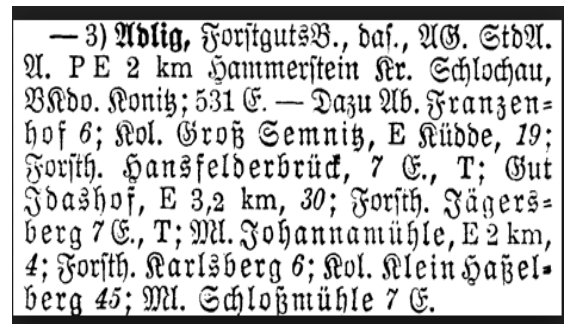 — 3) Adlig, ForstgutsB., das., AG. StdA.
A. P E 2 km Hammerstein Kr. Schlochau,
BKdo. Konitz; 531 E. — Dazu Ab. Franzen=
hof 6; Kol. Groß Semnitz, E Küdde, 19;
Forsth. Hansfelderbrück, 7 E., T; Gut
Idashof, E 3,2 km, 30; Forsth. Jägers=
berg 7 E., T; Ml. Johannamühle, E 2 km,
4; Forsth. Karlsberg 6; Kol. Klein Haßel=
berg 45; Ml. Schloßmühle 7 E.